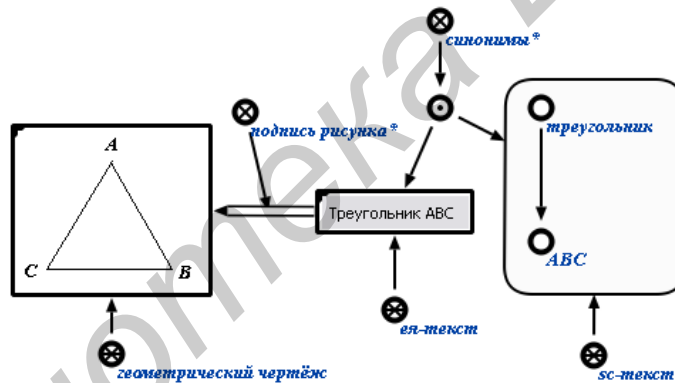 синонимы*
подпись рисунка*
треугольник
A
Треугольник ABC
C
B
ABC
ея-текст
геометрический чертёж
sc-текст